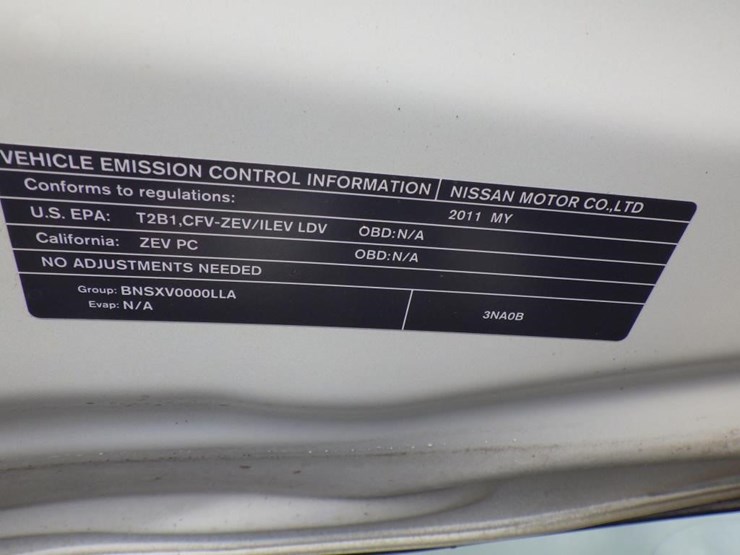 VEHICLE EMISSION CONTROL INFORMATION NISSAN MOTOR CO.,LTD
Conforms to regulations: 2011 MY
U.S. EPA: T2B1,CFV-ZEV/ILEV LDV OBD:N/A
California: ZEV PC OBD:N/A
NO ADJUSTMENTS NEEDED
Group: BNSXV0000LLA
Evap: N/A
3NA0B